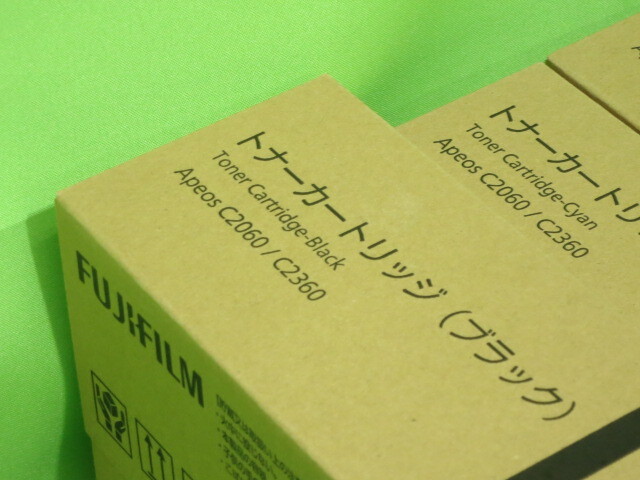 トナーカートリッジ（ブラック）
Toner Cartridge-Black
Apeos C2060 / C2360
トナーカートリ
Toner Cartridge-Cyan
Apeos C2060 / C2360
FUJIFILM